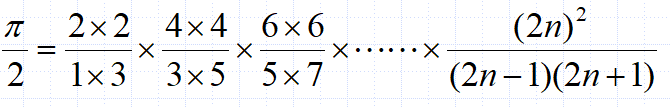 π/2 = (2×2)/(1×3) × (4×4)/(3×5) × (6×6)/(5×7) × ⋯⋯ × (2n)²/((2n−1)(2n+1))